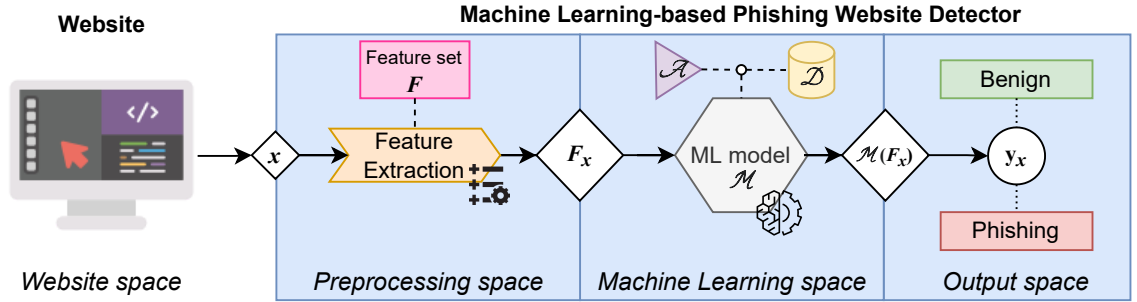 Machine Learning-based Phishing Website Detector
Website
</>
x
Feature set
F
Feature
Extraction
F_x
𝒜
𝒟
ML model
ℳ
ℳ(F_x)
Benign
y_x
Phishing
Website space
Preprocessing space
Machine Learning space
Output space